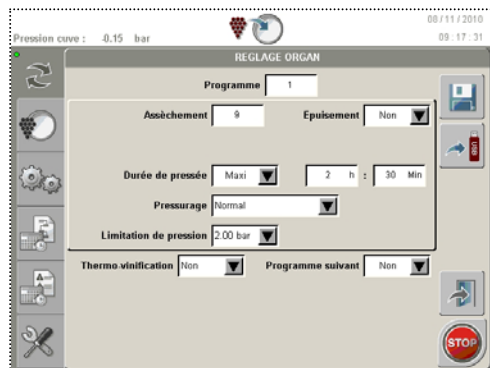 08/11/2010
Pression cuve : -0.15 bar
09:17:31
REGLAGE ORGAN
Programme 1
Assèchement 9 Epuisement Non
Durée de pressée Maxi 2 h : 30 Min
Pressurage Normal
Limitation de pression 2.00 bar
Thermo-vinification Non Programme suivant Non
USB
A
STOP